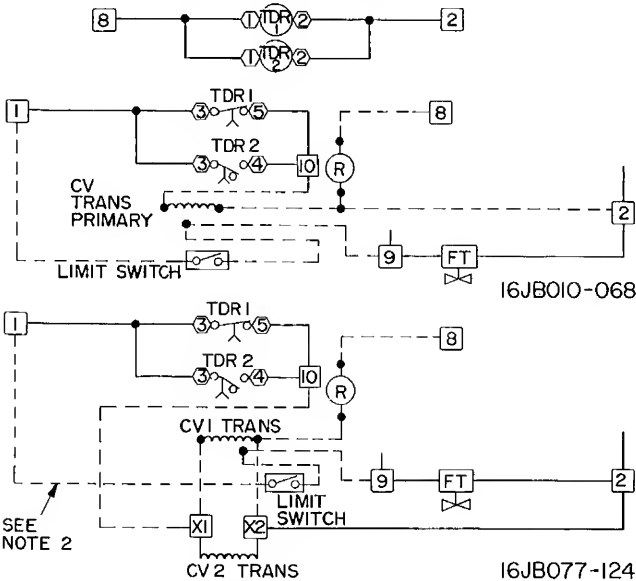 8 1 TDR 1 2 2
1 TDR 2 2
1 TDR1 8
3 5
TDR 2
3 4 10 R
CV TRANS PRIMARY
2
LIMIT SWITCH 9 FT
16JB010-068
1 TDR1 8
3 5
TDR 2
3 4 10 R
CV1 TRANS
9 FT 2
LIMIT SWITCH
SEE NOTE 2
X1 X2
CV2 TRANS
16JB077-124